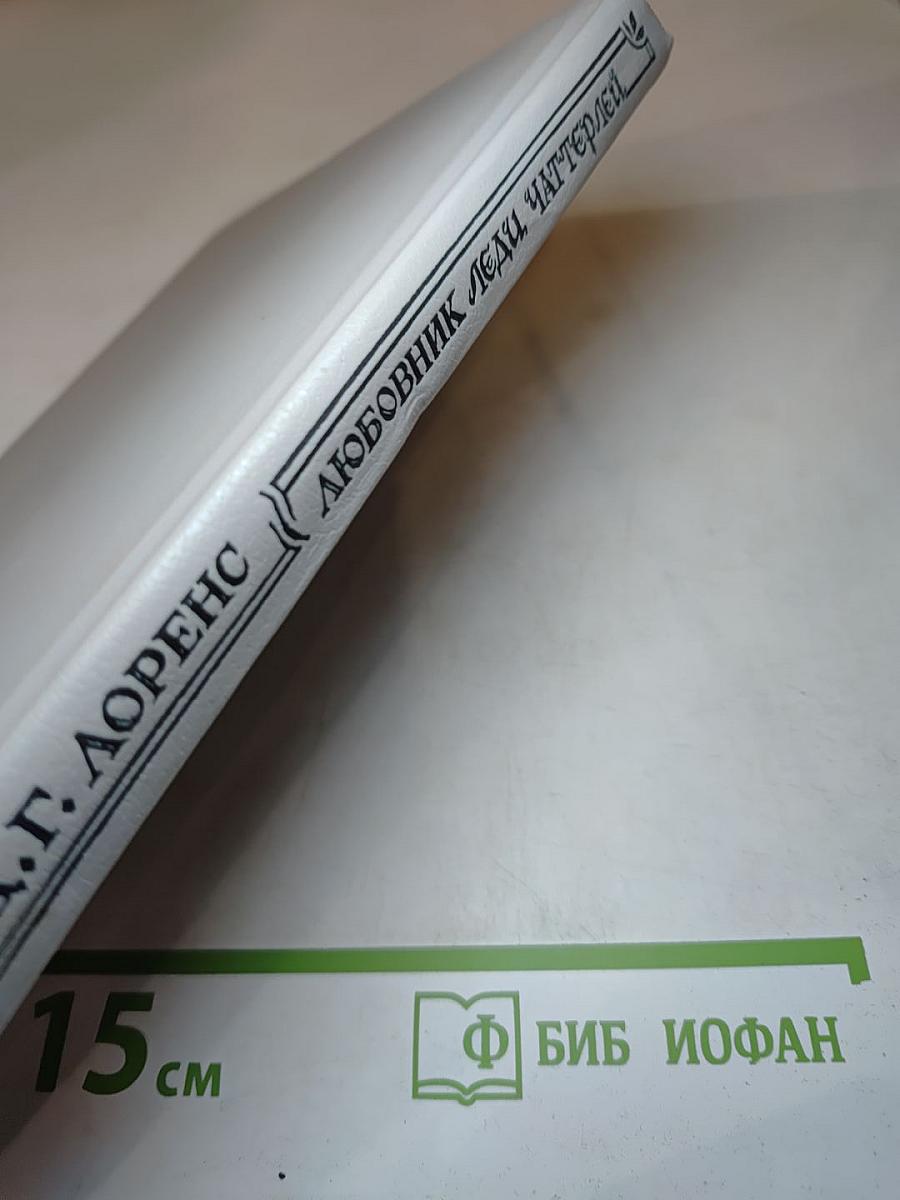 Г. ЛОРЕНС
ЛЮБОВНИК ЛЕДИ ЧАТТЕРЛЕЙ
15 см
Ф БИБ ИОФАН